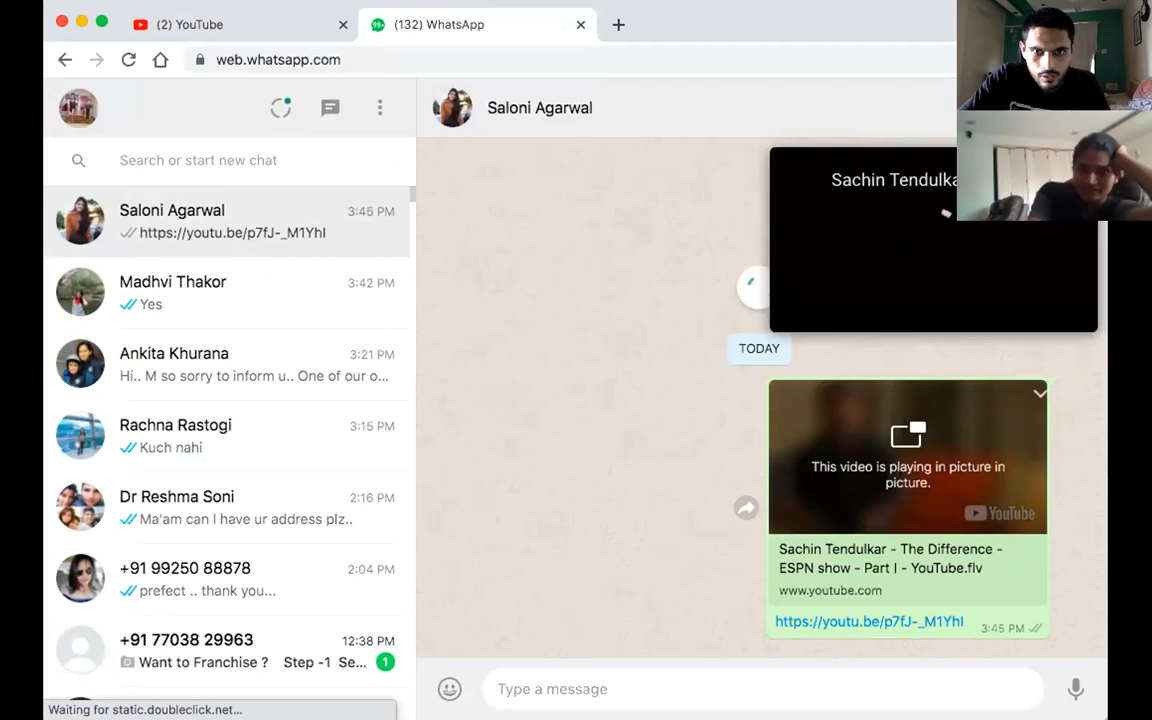 (2) YouTube
99+
(132) WhatsApp
web.whatsapp.com
Search or start new chat
Saloni Agarwal
3:45 PM
https://youtu.be/p7fJ-_M1YhI
Madhvi Thakor
3:42 PM
Yes
Ankita Khurana
3:21 PM
Hi.. M so sorry to inform u.. One of our o...
Rachna Rastogi
3:15 PM
Kuch nahi
Dr Reshma Soni
2:16 PM
Ma'am can I have ur address plz..
+91 99250 88878
2:04 PM
prefect .. thank you...
+91 77038 29963
12:38 PM
Want to Franchise ? Step -1 Se...
1
Waiting for static.doubleclick.net...
Saloni Agarwal
Sachin Tendulka
TODAY
This video is playing in picture in
picture.
YouTube
Sachin Tendulkar - The Difference -
ESPN show - Part I - YouTube.flv
www.youtube.com
https://youtu.be/p7fJ-_M1YhI
3:45 PM
Type a message